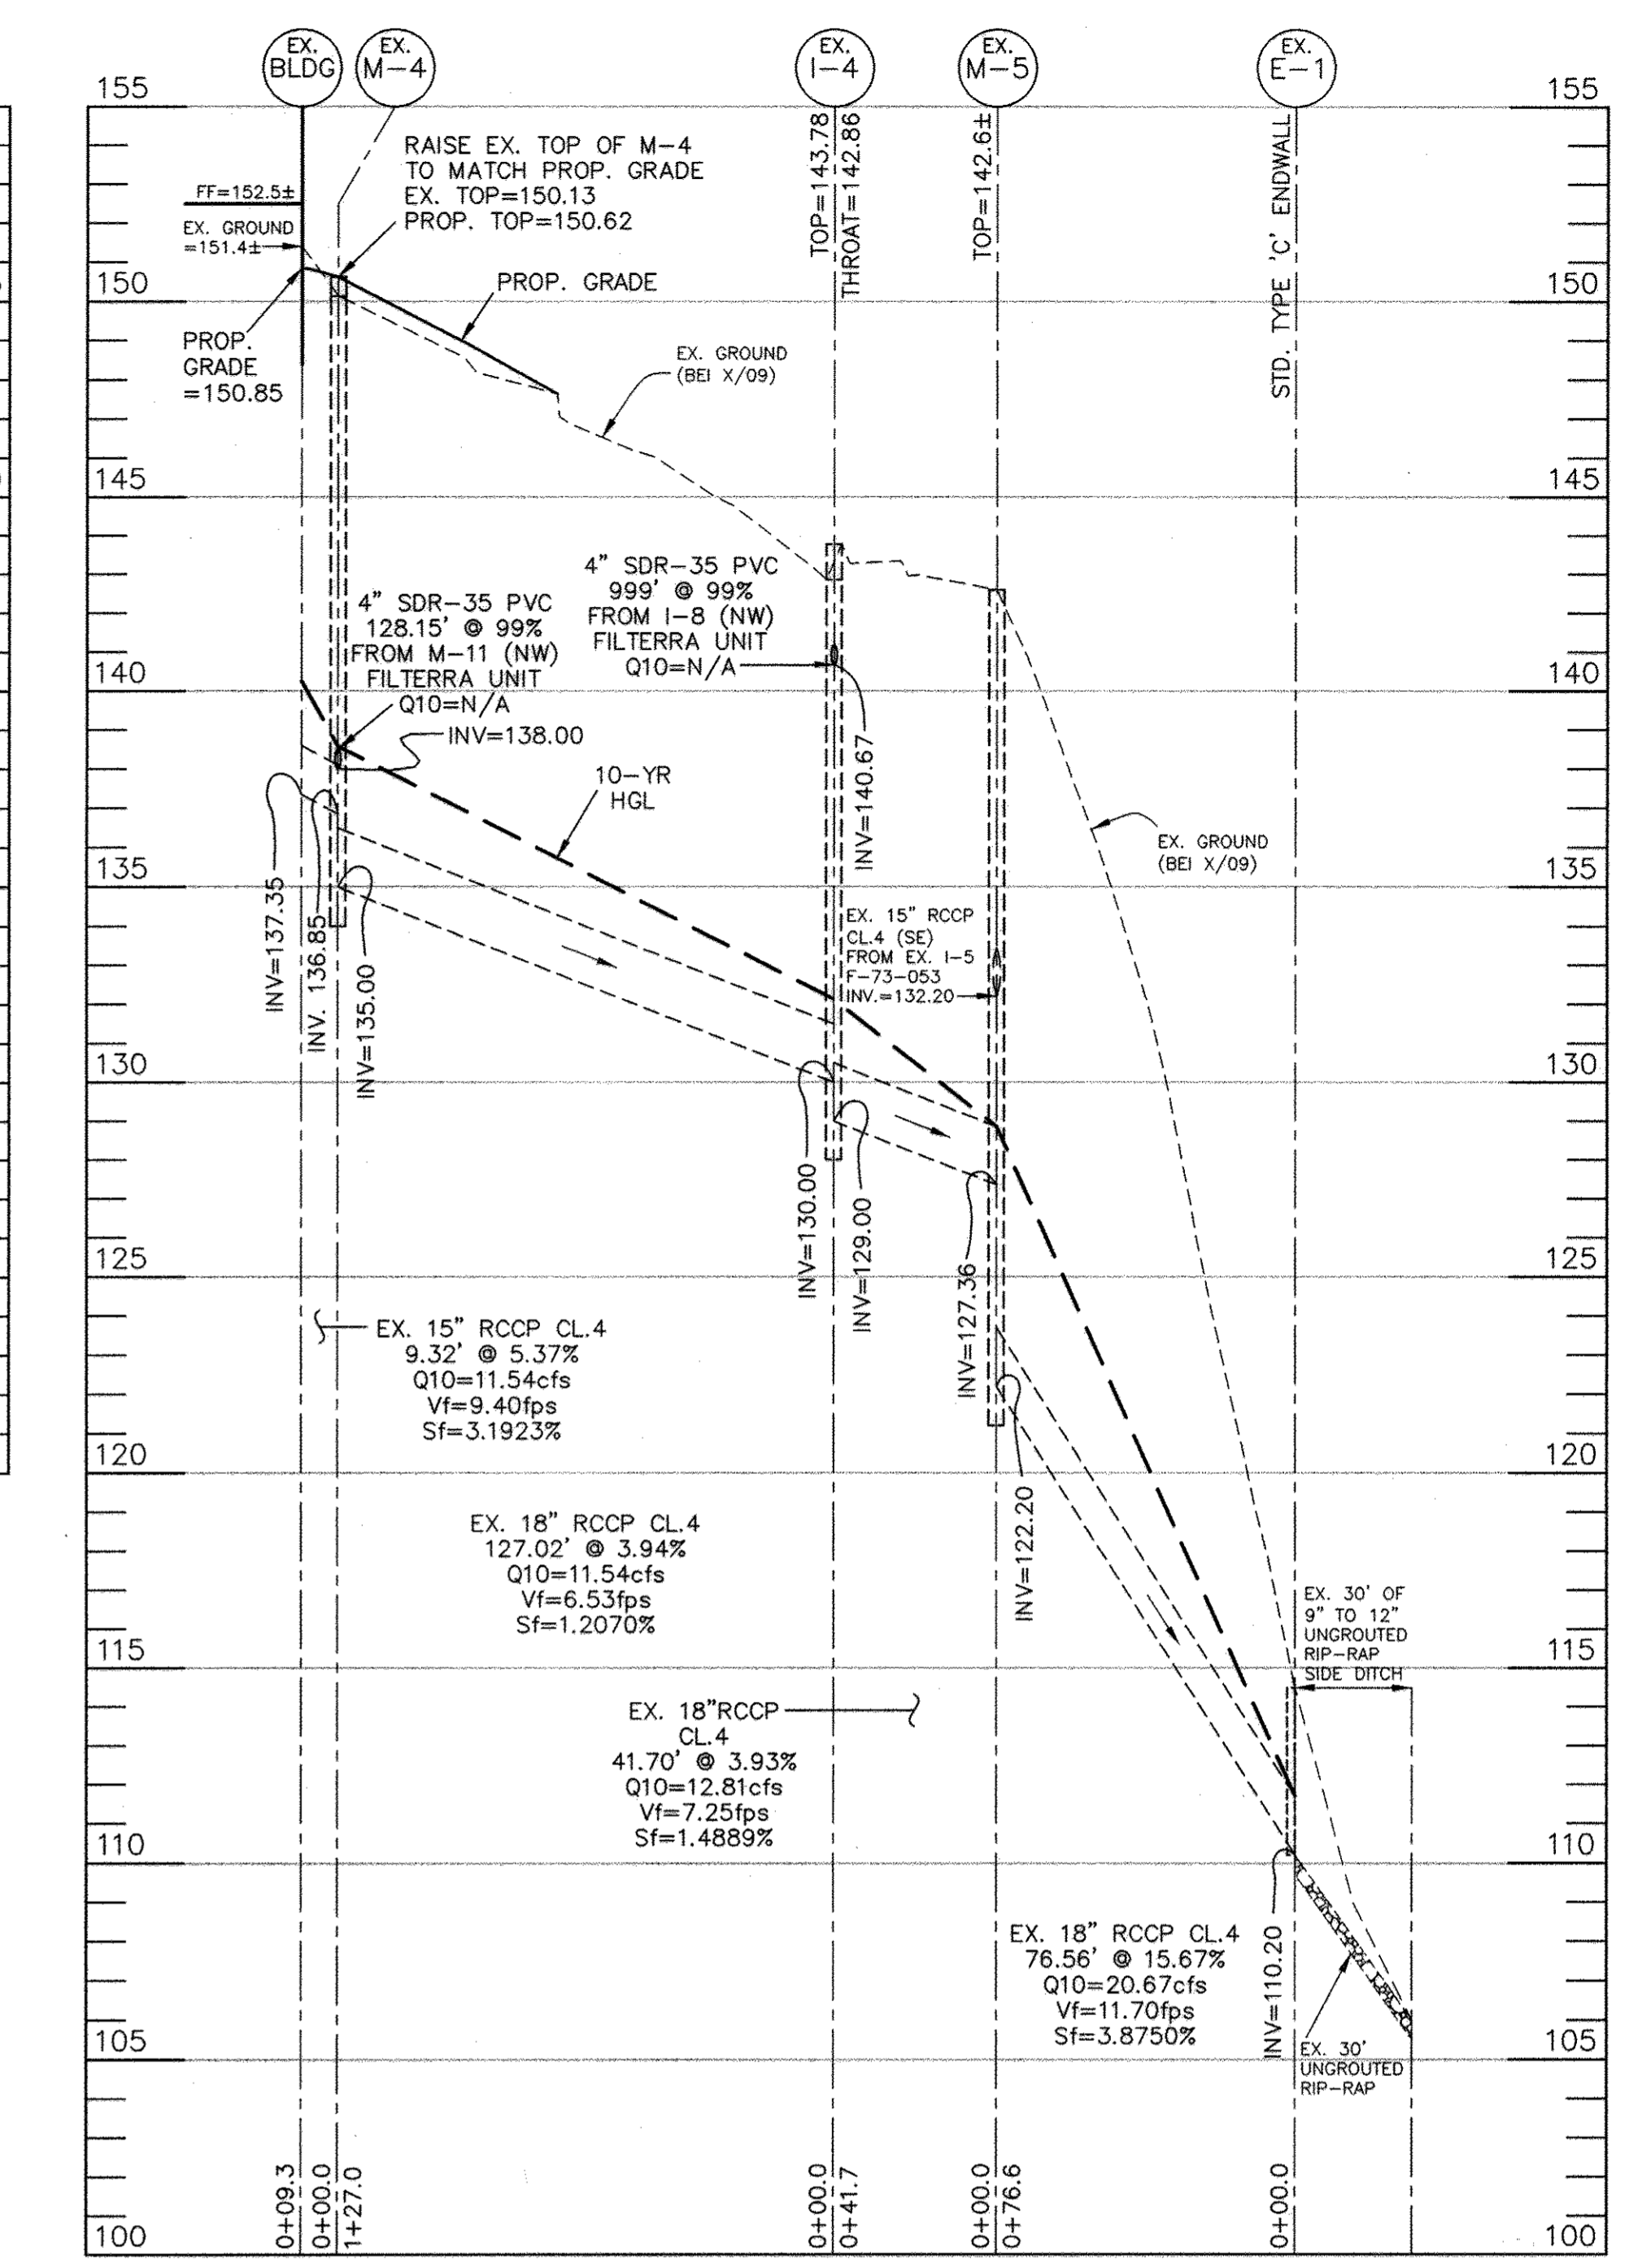 EX.
BLDG
EX.
M-4
EX.
I-4
EX.
M-5
EX.
E-1
155
155
RAISE EX. TOP OF M-4
TO MATCH PROP. GRADE
EX. TOP=150.13
PROP. TOP=150.62
FF=152.5±
EX. GROUND
=151.4±
TOP=143.78
THROAT=142.86
TOP=142.6±
STD. TYPE 'C' ENDWALL
150
150
PROP. GRADE
PROP.
GRADE
=150.85
EX. GROUND
(BEI X/09)
145
145
4" SDR-35 PVC
999' @ 99%
FROM I-8 (NW)
FILTERRA UNIT
Q10=N/A
4" SDR-35 PVC
128.15' @ 99%
FROM M-11 (NW)
FILTERRA UNIT
Q10=N/A
140
140
INV=138.00
INV=140.67
10-YR
HGL
EX. GROUND
(BEI X/09)
135
135
INV=137.35
INV. 136.85
INV=135.00
EX. 15" RCCP
CL.4 (SE)
FROM EX. I-5
F-73-053
INV.=132.20
130
130
INV=130.00
INV=129.00
INV=127.36
125
125
EX. 15" RCCP CL.4
9.32' @ 5.37%
Q10=11.54cfs
Vf=9.40fps
Sf=3.1923%
120
120
INV=122.20
EX. 18" RCCP CL.4
127.02' @ 3.94%
Q10=11.54cfs
Vf=6.53fps
Sf=1.2070%
EX. 30' OF
9" TO 12"
UNGROUTED
RIP-RAP
SIDE DITCH
115
115
EX. 18"RCCP
CL.4
41.70' @ 3.93%
Q10=12.81cfs
Vf=7.25fps
Sf=1.4889%
110
110
EX. 18" RCCP CL.4
76.56' @ 15.67%
Q10=20.67cfs
Vf=11.70fps
Sf=3.8750%
INV=110.20
EX. 30'
UNGROUTED
RIP-RAP
105
105
0+09.3
0+00.0
1+27.0
0+00.0
0+41.7
0+00.0
0+76.6
0+00.0
100
100